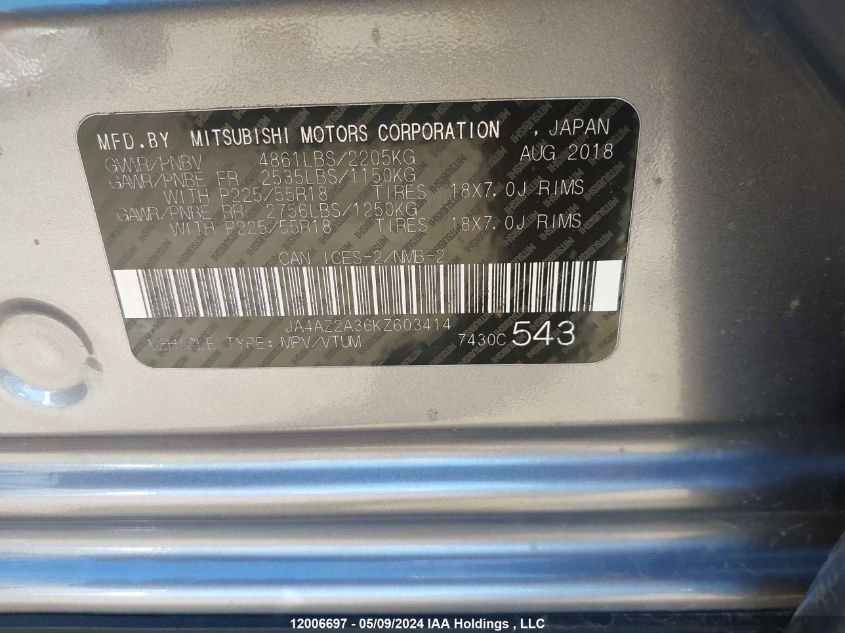 MFD.BY MITSUBISHI MOTORS CORPORATION , JAPAN
GVWR/PNBV 4861LBS/2205KG AUG 2018
GAWR/PNBE FR 2535LBS/1150KG
WITH P225/55R18 TIRES 18X7.0J RIMS
GAWR/PNBE RR 2756LBS/1250KG
WITH P225/55R18 TIRES 18X7.0J RIMS
CAN ICES-2/NMB-2
JA4AZ2A36KZ603414
VEHICLE TYPE: MPV/VTUM 7430C 543
12006697 - 05/09/2024 IAA Holdings , LLC